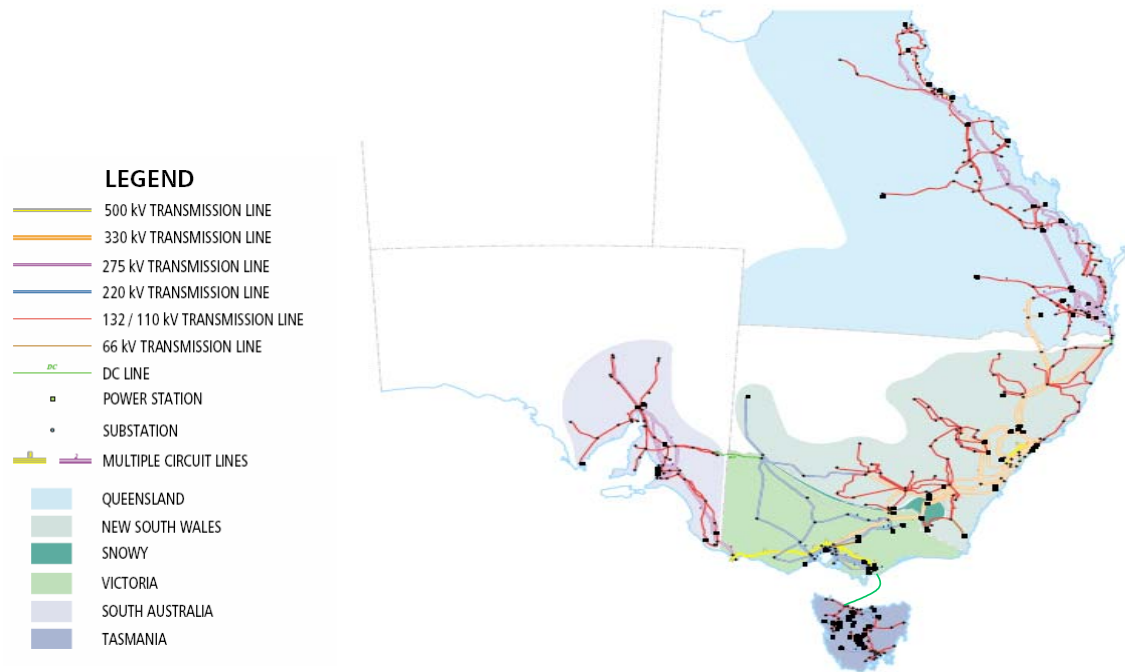 LEGEND
500 kV TRANSMISSION LINE
330 kV TRANSMISSION LINE
275 kV TRANSMISSION LINE
220 kV TRANSMISSION LINE
132 / 110 kV TRANSMISSION LINE
66 kV TRANSMISSION LINE
DC
DC LINE
POWER STATION
SUBSTATION
MULTIPLE CIRCUIT LINES
QUEENSLAND
NEW SOUTH WALES
SNOWY
VICTORIA
SOUTH AUSTRALIA
TASMANIA